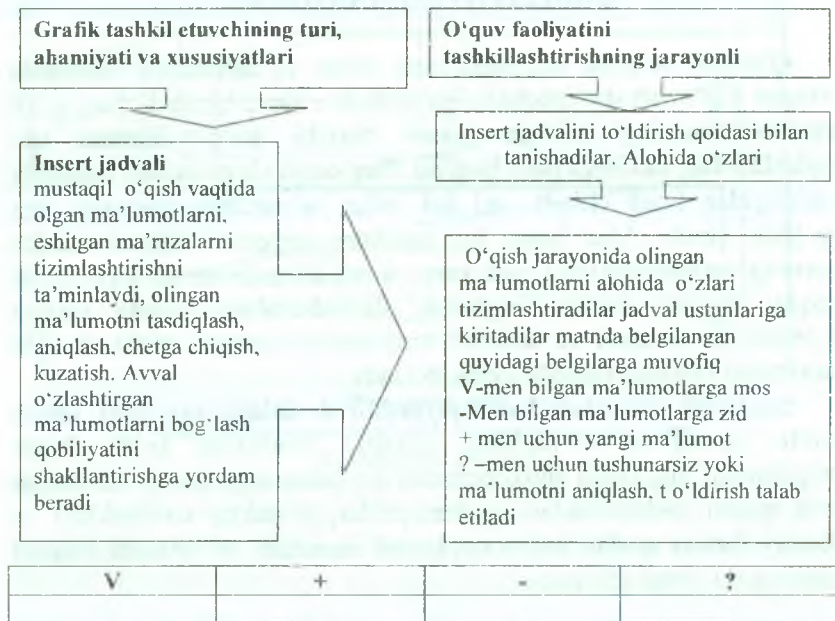 Grafik tashkil etuvchining turi,
ahamiyati va xususiyatlari
O‘quv faoliyatini
tashkillashtirishning jarayonli
Insert jadvalini to‘ldirish qoidasi bilan
tanishadilar. Alohida o‘zlari
Insert jadvali
mustaqil o‘qish vaqtida
olgan ma’lumotlarni,
eshitgan ma’ruzalarni
tizimlashtirishni
ta’minlaydi, olingan
ma’lumotni tasdiqlash,
aniqlash, chetga chiqish,
kuzatish. Avval
o‘zlashtirgan
ma’lumotlarni bog‘lash
qobiliyatini
shakllantirishga yordam
beradi
O‘qish jarayonida olingan
ma’lumotlarni alohida o‘zlari
tizimlashtiradilar jadval ustunlariga
kiritadilar matnda belgilangan
quyidagi belgilarga muvofiq
V-men bilgan ma’lumotlarga mos
-Men bilgan ma’lumotlarga zid
+ men uchun yangi ma’lumot
? –men uchun tushunarsiz yoki
ma’lumotni aniqlash, t o‘ldirish talab
etiladi
V + - ?